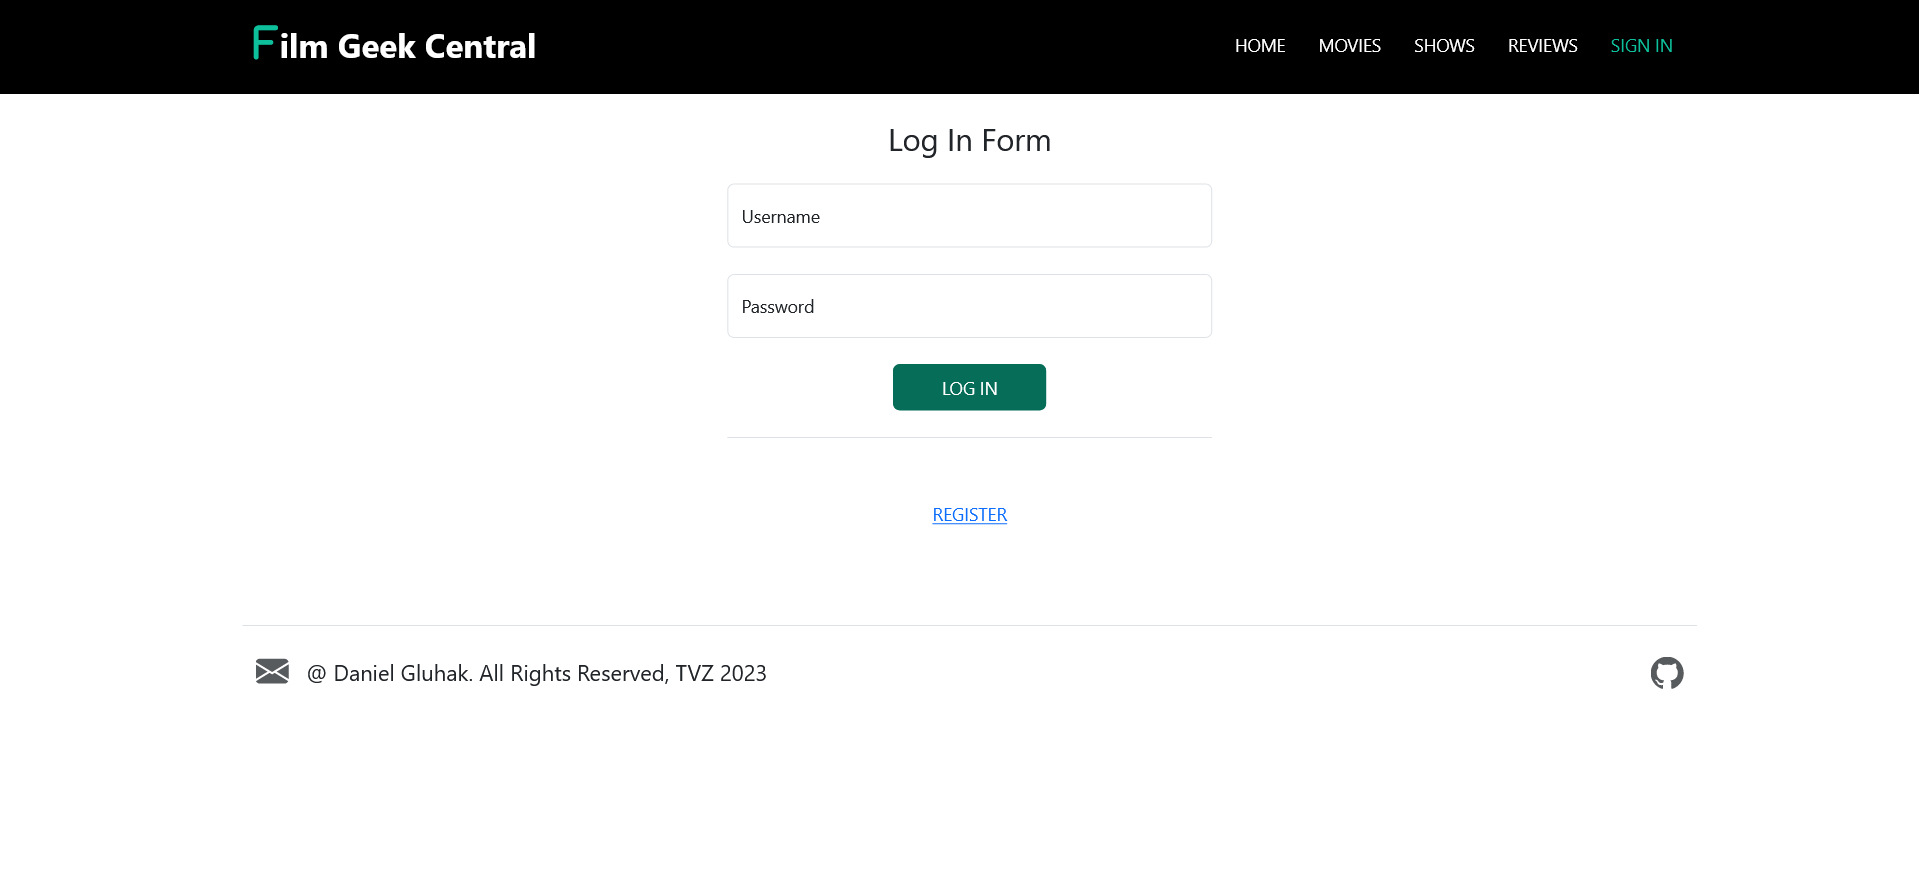 Film Geek Central
HOME MOVIES SHOWS REVIEWS SIGN IN
Log In Form
Username
Password
LOG IN
REGISTER
@ Daniel Gluhak. All Rights Reserved, TVZ 2023